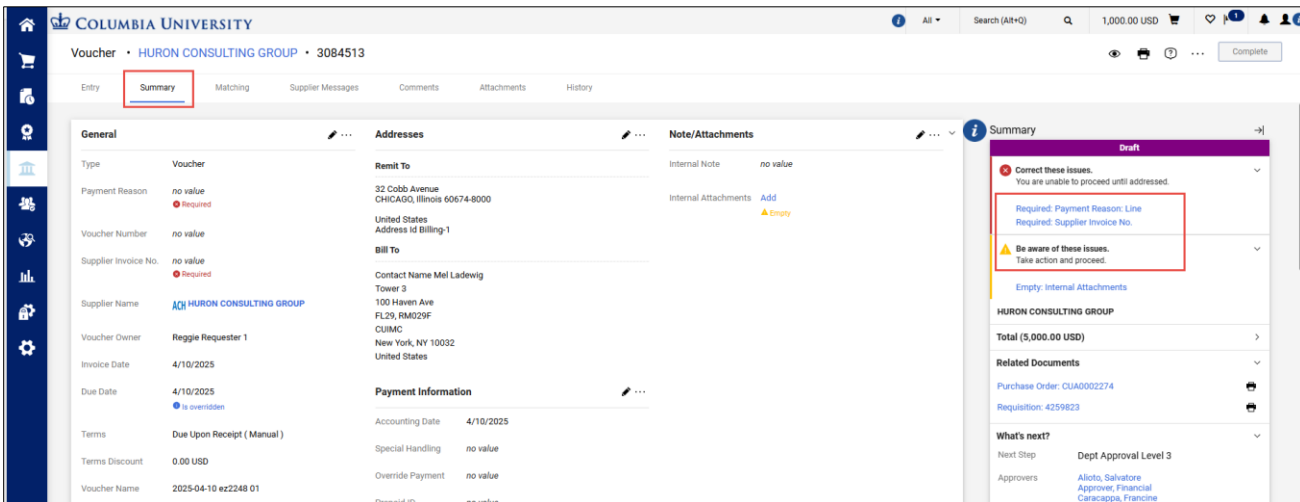 COLUMBIA UNIVERSITY
i All Search (Alt+Q) 1,000.00 USD 1
Voucher • HURON CONSULTING GROUP • 3084513
? ... Complete
Entry Summary Matching Supplier Messages Comments Attachments History
General ...
Type Voucher
Payment Reason no value
Required
Voucher Number no value
Supplier Invoice No. no value
Required
Supplier Name ACH HURON CONSULTING GROUP
Voucher Owner Reggie Requester 1
Invoice Date 4/10/2025
Due Date 4/10/2025
Is overridden
Terms Due Upon Receipt ( Manual )
Terms Discount 0.00 USD
Voucher Name 2025-04-10 ez2248 01
Addresses ...
Remit To
32 Cobb Avenue
CHICAGO, Illinois 60674-8000
United States
Address Id Billing-1
Bill To
Contact Name Mel Ladewig
Tower 3
100 Haven Ave
FL29, RM029F
CUIMC
New York, NY 10032
United States
Payment Information ...
Accounting Date 4/10/2025
Special Handling no value
Override Payment no value
Prepaid ID no value
Note/Attachments ...
Internal Note no value
Internal Attachments Add
Empty
i Summary
Draft
Correct these issues.
You are unable to proceed until addressed.
Required: Payment Reason: Line
Required: Supplier Invoice No.
Be aware of these issues.
Take action and proceed.
Empty: Internal Attachments
HURON CONSULTING GROUP
Total (5,000.00 USD)
Related Documents
Purchase Order: CUA0002274
Requisition: 4259823
What's next?
Next Step Dept Approval Level 3
Approvers Alioto, Salvatore
Approver, Financial
Caracappa, Francine